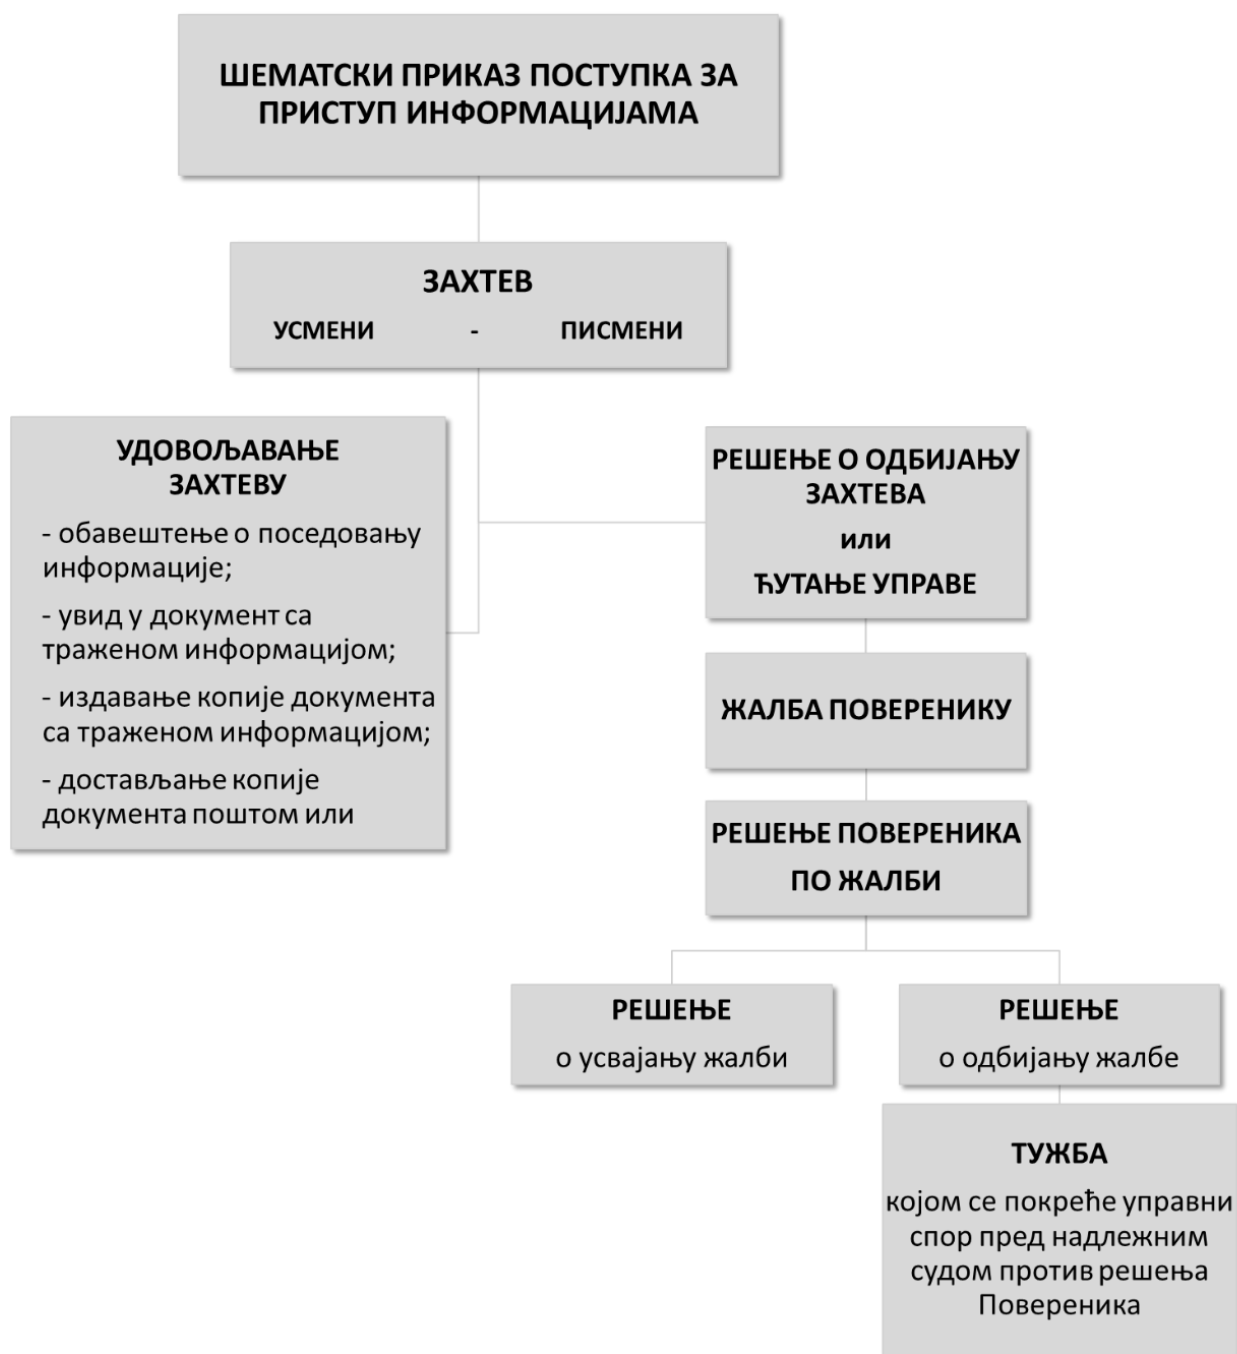 ШЕМАТСКИ ПРИКАЗ ПОСТУПКА ЗА
ПРИСТУП ИНФОРМАЦИЈАМА
ЗАХТЕВ
УСМЕНИ - ПИСМЕНИ
УДОВОЉАВАЊЕ
ЗАХТЕВУ
- обавештење о поседовању
информације;
- увид у документ са
траженом информацијом;
- издавање копије документа
са траженом информацијом;
- достављање копије
документа поштом или
РЕШЕЊЕ О ОДБИЈАЊУ
ЗАХТЕВА
или
ЋУТАЊЕ УПРАВЕ
ЖАЛБА ПОВЕРЕНИКУ
РЕШЕЊЕ ПОВЕРЕНИКА
ПО ЖАЛБИ
РЕШЕЊЕ
о усвајању жалби
РЕШЕЊЕ
о одбијању жалбе
ТУЖБА
којом се покреће управни
спор пред надлежним
судом против решења
Повереника